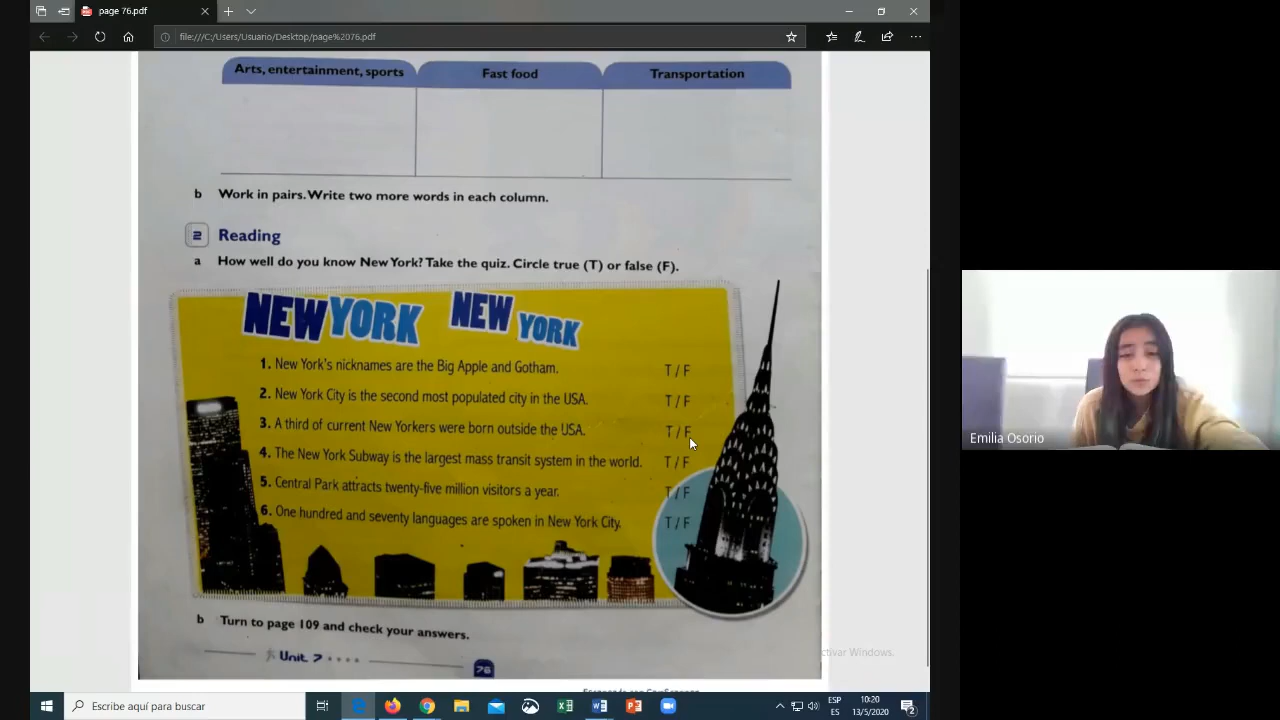 page 76.pdf
file:///C:/Users/Usuario/Desktop/page%2076.pdf
Arts, entertainment, sports Fast food Transportation
b Work in pairs. Write two more words in each column.
2 Reading
a How well do you know New York? Take the quiz. Circle true (T) or false (F).
NEW YORK NEW YORK
1. New York's nicknames are the Big Apple and Gotham. T / F
2. New York City is the second most populated city in the USA. T / F
3. A third of current New Yorkers were born outside the USA. T / F
4. The New York Subway is the largest mass transit system in the world. T / F
5. Central Park attracts twenty-five million visitors a year. T / F
6. One hundred and seventy languages are spoken in New York City. T / F
b Turn to page 109 and check your answers.
Unit 7
76
Emilia Osorio
ctivar Windows.
Escribe aquí para buscar
ESP
ES
10:20
13/5/2020
2